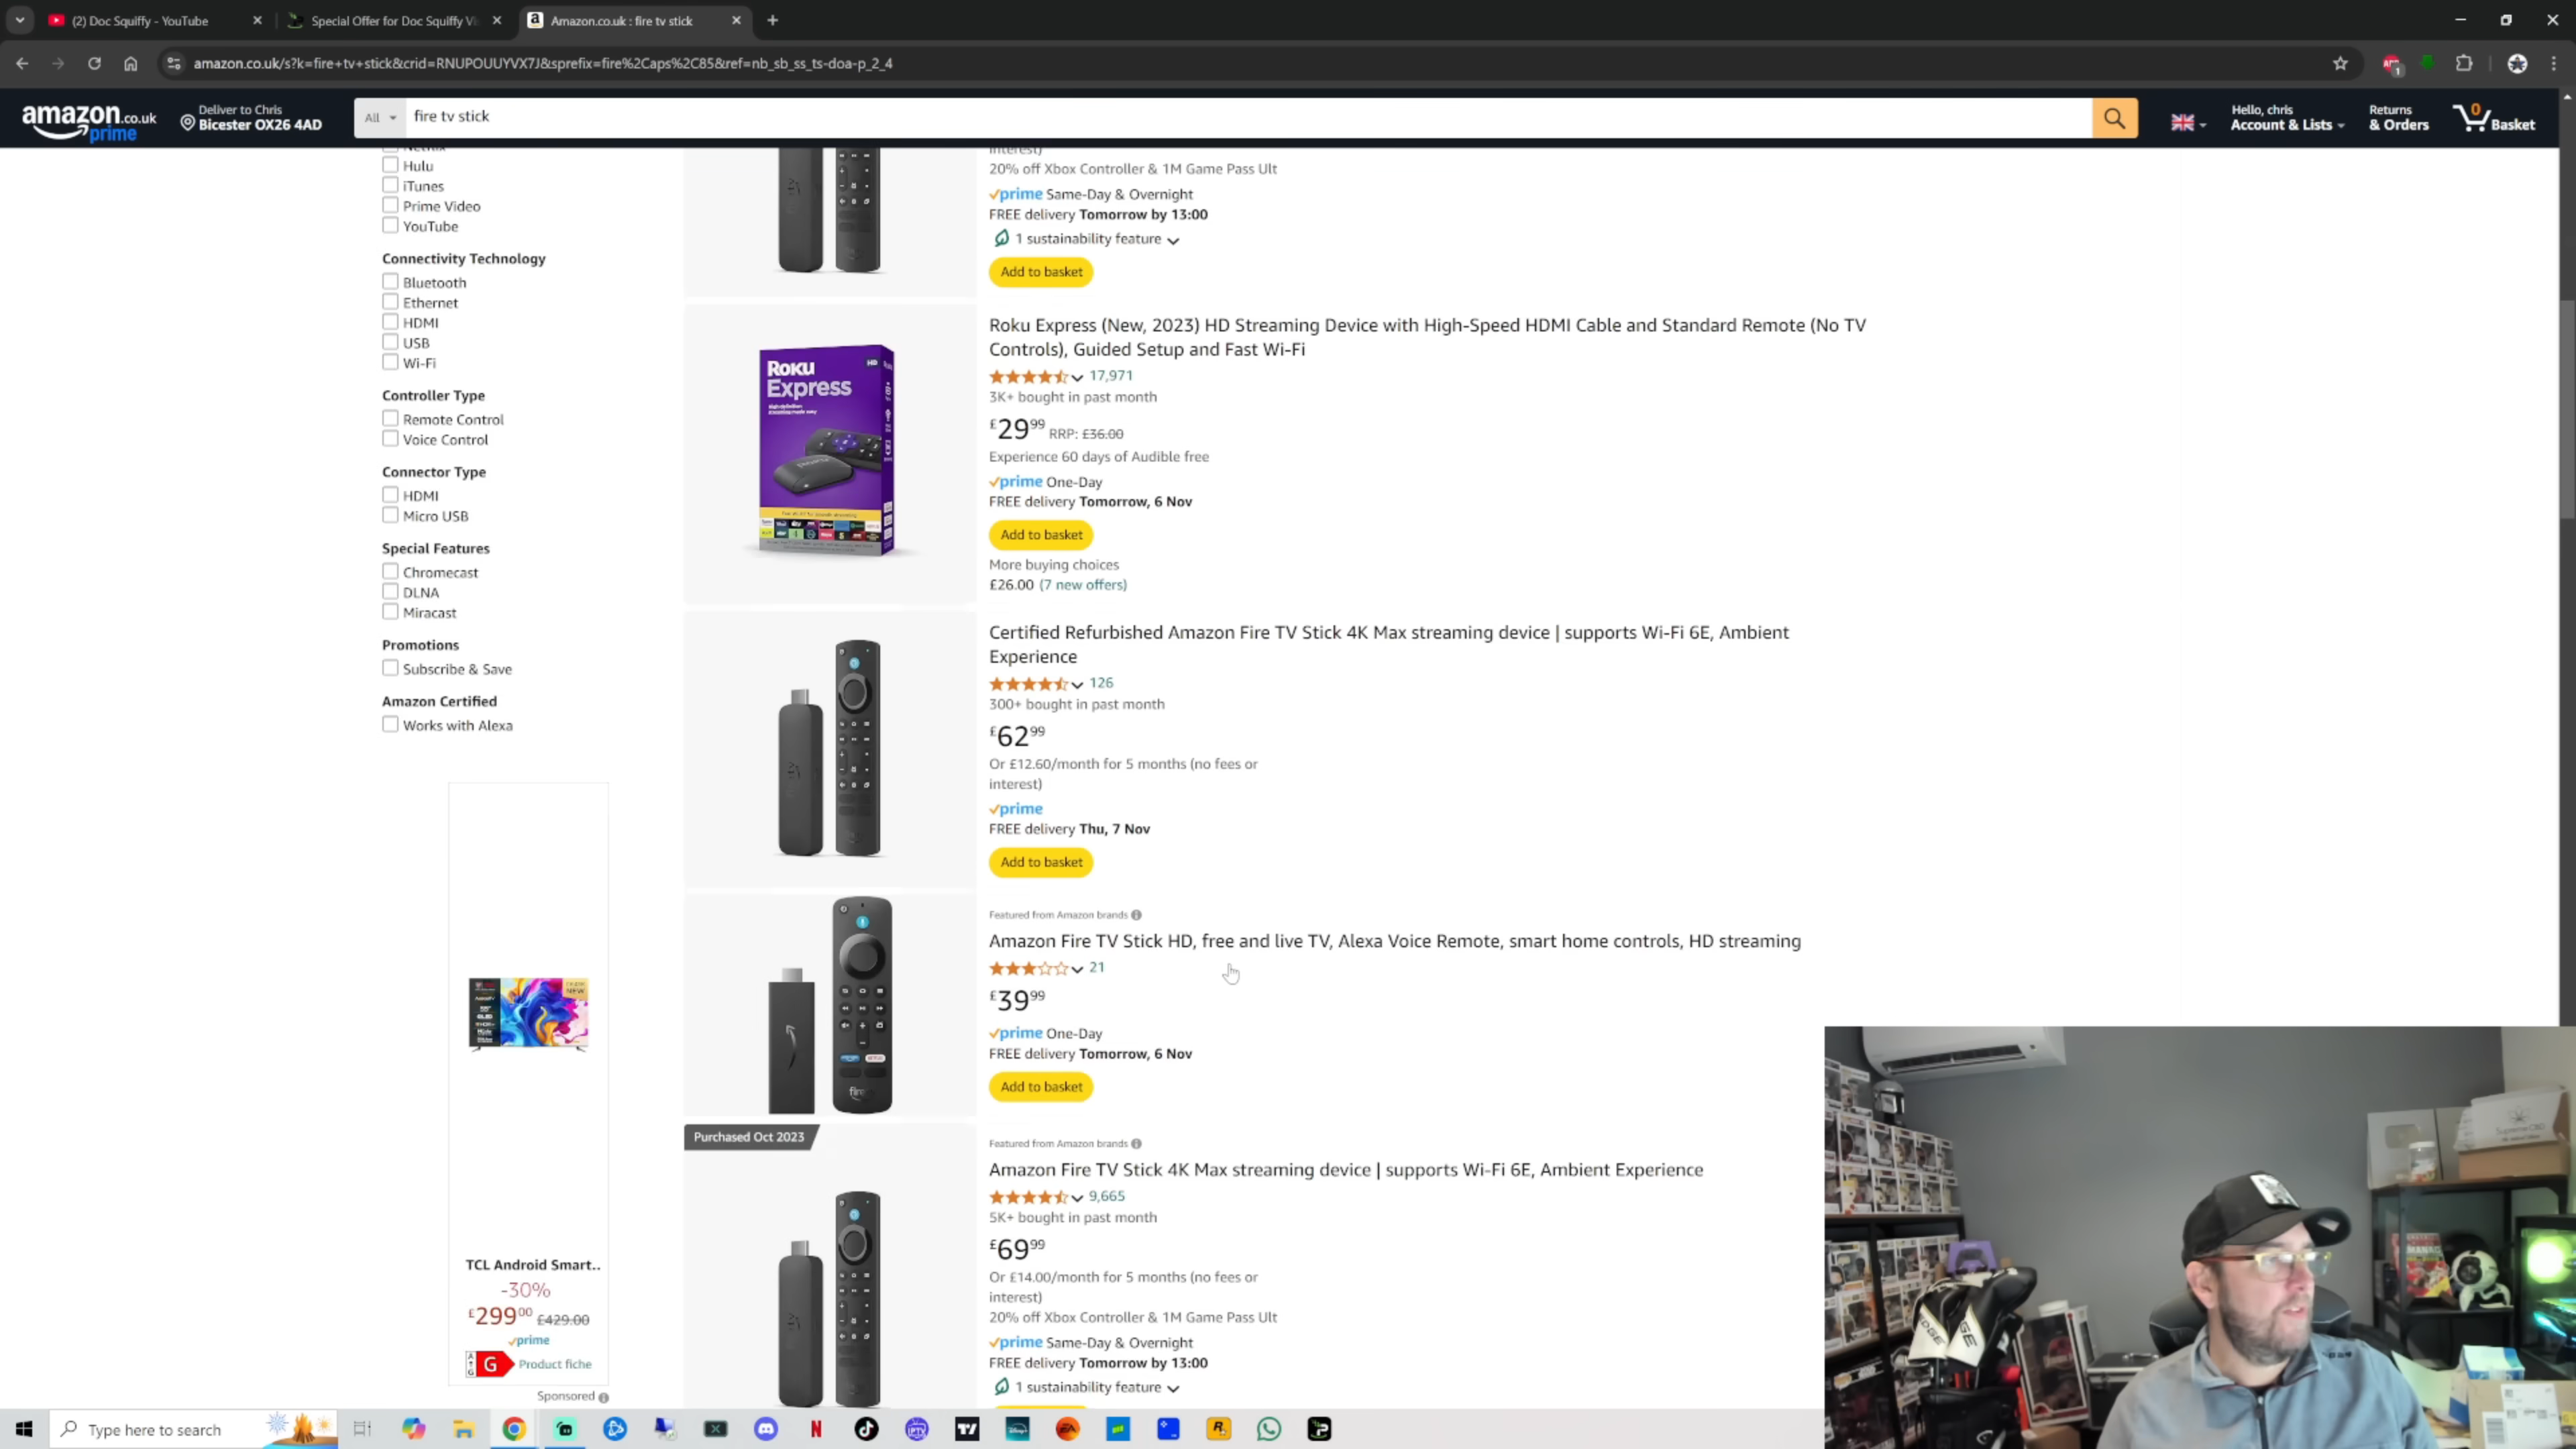 (2) Doc Squiffy - YouTube
Special Offer for Doc Squiffy Vi
Amazon.co.uk : fire tv stick
amazon.co.uk/s?k=fire+tv+stick&crid=RNUPOUUYVX7J&sprefix=fire%2Caps%2C85&ref=nb_sb_ss_ts-doa-p_2_4
amazon.co.uk
prime
Deliver to Chris
Bicester OX26 4AD
All
fire tv stick
Hello, chris
Account & Lists
Returns
& Orders
0
Basket
Netflix
Hulu
iTunes
Prime Video
YouTube
Connectivity Technology
Bluetooth
Ethernet
HDMI
USB
Wi-Fi
Controller Type
Remote Control
Voice Control
Connector Type
HDMI
Micro USB
Special Features
Chromecast
DLNA
Miracast
Promotions
Subscribe & Save
Amazon Certified
Works with Alexa
TCL Android Smart..
-30%
£299⁰⁰ £429.00
prime
G Product fiche
Sponsored
interest)
20% off Xbox Controller & 1M Game Pass Ult
prime Same-Day & Overnight
FREE delivery Tomorrow by 13:00
1 sustainability feature
Add to basket
Roku
Express
HD
Roku Express (New, 2023) HD Streaming Device with High-Speed HDMI Cable and Standard Remote (No TV
Controls), Guided Setup and Fast Wi-Fi
17,971
3K+ bought in past month
£29⁹⁹ RRP: £36.00
Experience 60 days of Audible free
prime One-Day
FREE delivery Tomorrow, 6 Nov
Add to basket
More buying choices
£26.00 (7 new offers)
Certified Refurbished Amazon Fire TV Stick 4K Max streaming device | supports Wi-Fi 6E, Ambient
Experience
126
300+ bought in past month
£62⁹⁹
Or £12.60/month for 5 months (no fees or
interest)
prime
FREE delivery Thu, 7 Nov
Add to basket
Featured from Amazon brands
Amazon Fire TV Stick HD, free and live TV, Alexa Voice Remote, smart home controls, HD streaming
21
£39⁹⁹
prime One-Day
FREE delivery Tomorrow, 6 Nov
Add to basket
fire
Purchased Oct 2023
Featured from Amazon brands
Amazon Fire TV Stick 4K Max streaming device | supports Wi-Fi 6E, Ambient Experience
9,665
5K+ bought in past month
£69⁹⁹
Or £14.00/month for 5 months (no fees or
interest)
20% off Xbox Controller & 1M Game Pass Ult
prime Same-Day & Overnight
FREE delivery Tomorrow by 13:00
1 sustainability feature
Type here to search